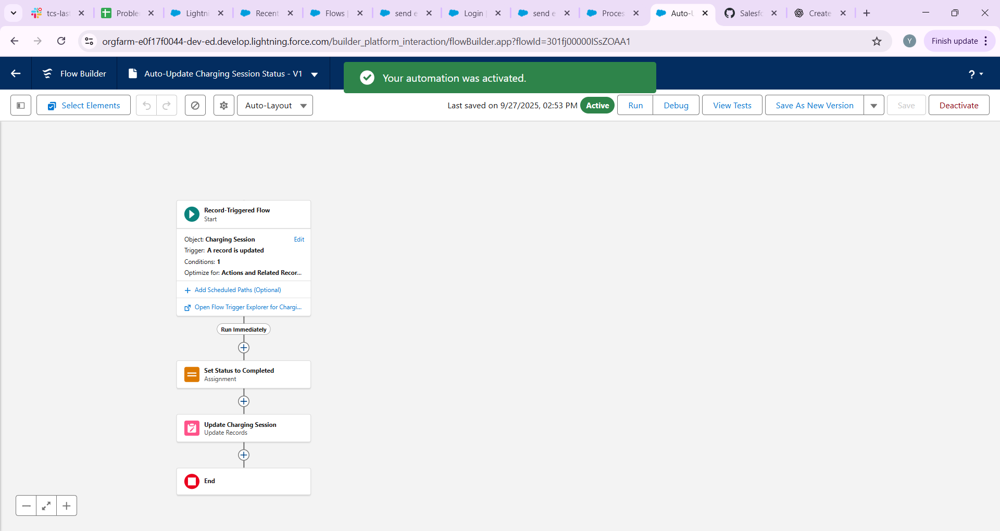 tcs-last
Proble
Lightni
Recent
Flows |
send e
Login |
send e
Proces
Auto-U
Salesfo
Create
orgfarm-e0f17f0044-dev-ed.develop.lightning.force.com/builder_platform_interaction/flowBuilder.app?flowId=301fj00000ISsZOAA1
Y
Finish update
Flow Builder
Auto-Update Charging Session Status - V1
Your automation was activated.
?
Select Elements
Auto-Layout
Last saved on 9/27/2025, 02:53 PM
Active
Run
Debug
View Tests
Save As New Version
Save
Deactivate
Record-Triggered Flow
Start
Object: Charging Session
Edit
Trigger: A record is updated
Conditions: 1
Optimize for: Actions and Related Recor...
Add Scheduled Paths (Optional)
Open Flow Trigger Explorer for Chargi...
Run Immediately
Set Status to Completed
Assignment
Update Charging Session
Update Records
End